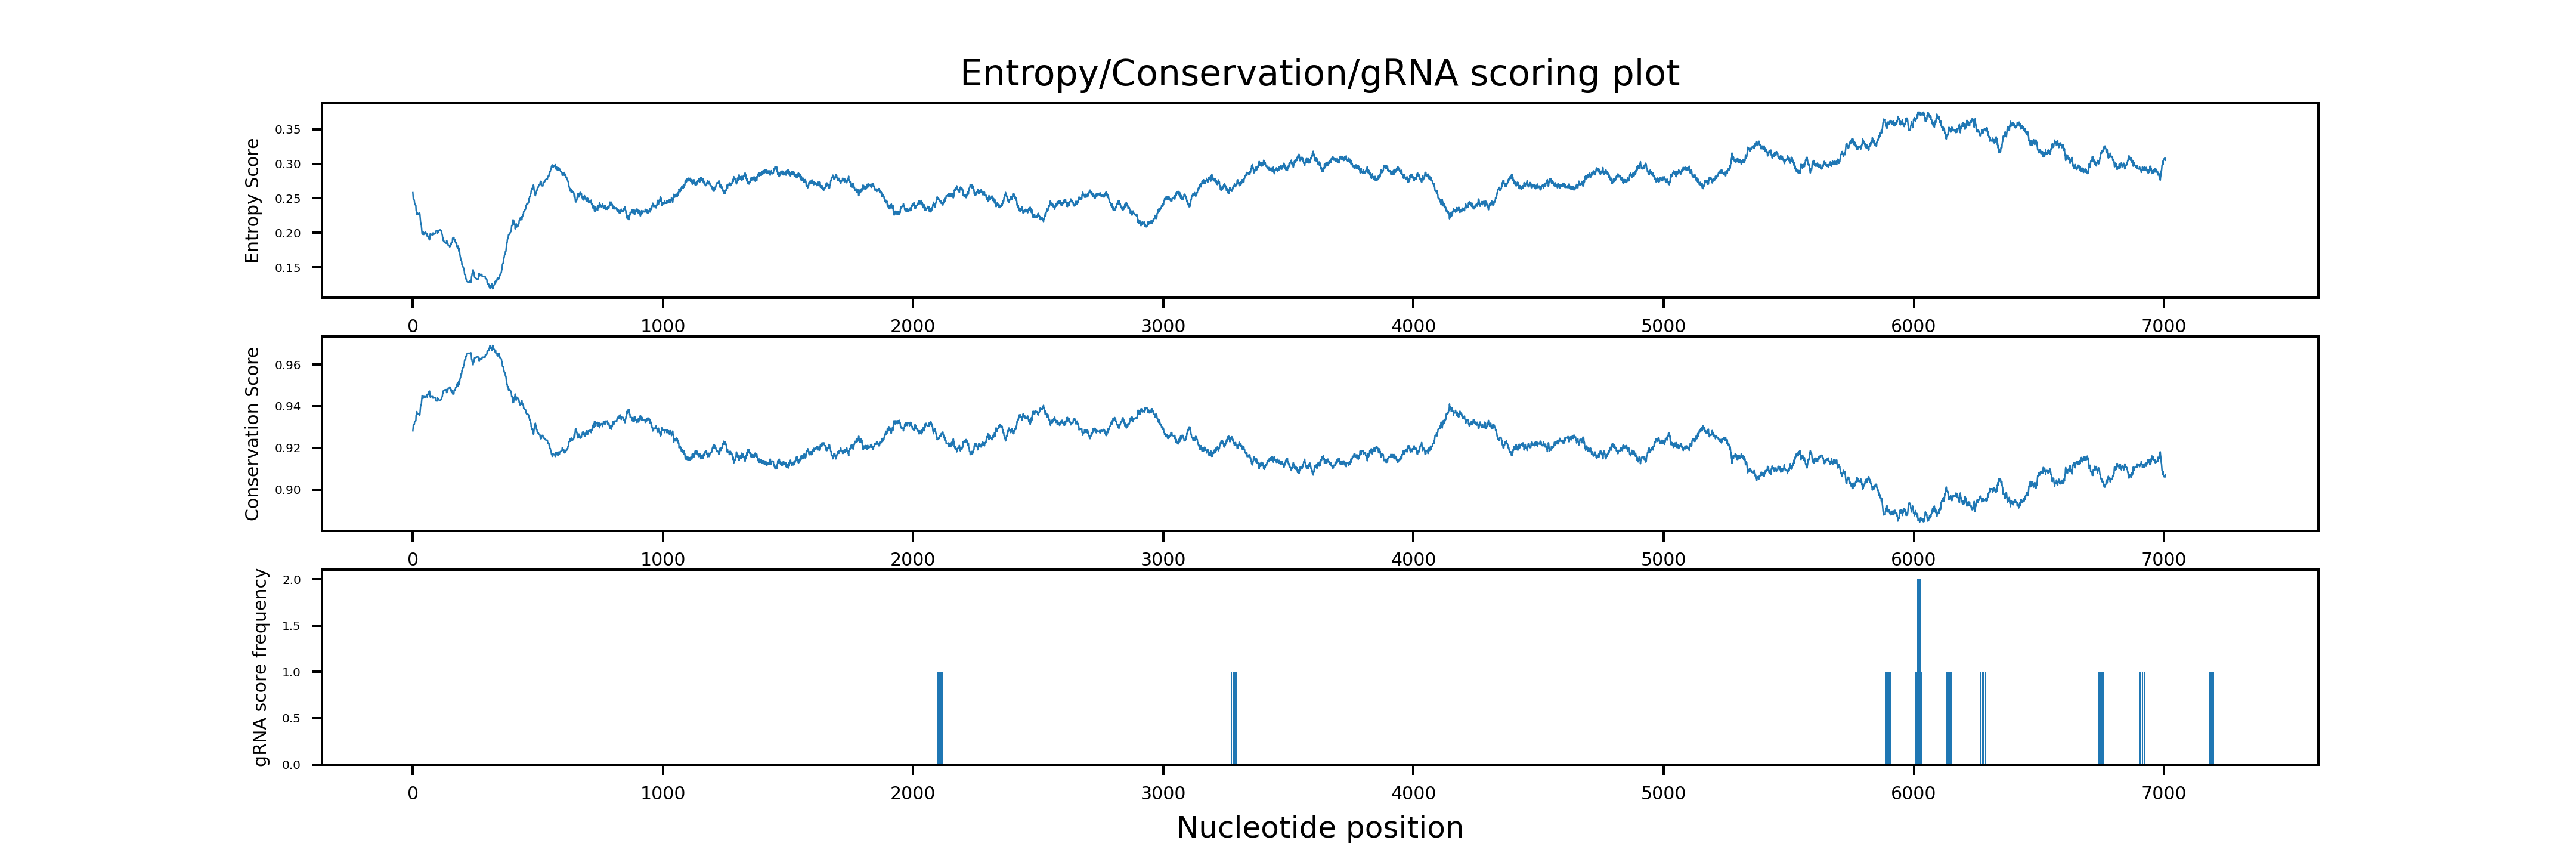 Entropy/Conservation/gRNA scoring plot
Entropy Score
0.35
0.30
0.25
0.20
0.15
0 1000 2000 3000 4000 5000 6000 7000
Conservation Score
0.96
0.94
0.92
0.90
0 1000 2000 3000 4000 5000 6000 7000
gRNA score frequency
2.0
1.5
1.0
0.5
0.0
0 1000 2000 3000 4000 5000 6000 7000
Nucleotide position